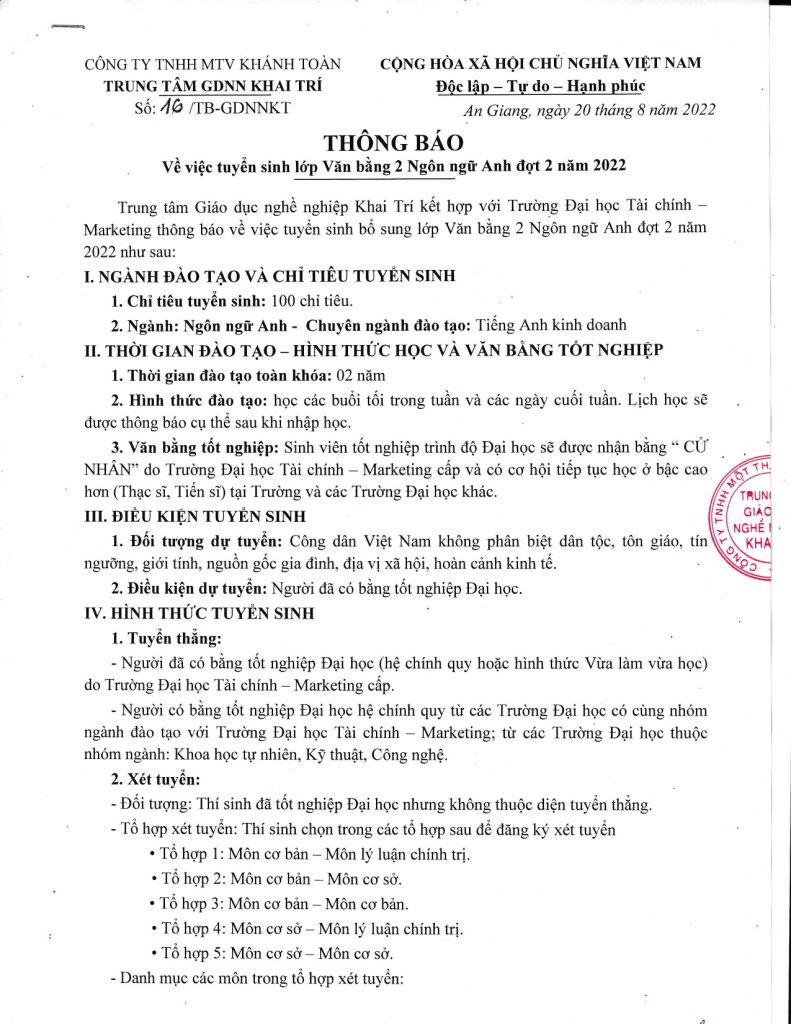 CÔNG TY TNHH MTV KHÁNH TOÀN
TRUNG TÂM GDNN KHAI TRÍ
Số: 16 /TB-GDNNKT
CỘNG HÒA XÃ HỘI CHỦ NGHĨA VIỆT NAM
Độc lập – Tự do – Hạnh phúc
An Giang, ngày 20 tháng 8 năm 2022
THÔNG BÁO
Về việc tuyển sinh lớp Văn bằng 2 Ngôn ngữ Anh đợt 2 năm 2022
Trung tâm Giáo dục nghề nghiệp Khai Trí kết hợp với Trường Đại học Tài chính –
Marketing thông báo về việc tuyển sinh bổ sung lớp Văn bằng 2 Ngôn ngữ Anh đợt 2 năm
2022 như sau:
I. NGÀNH ĐÀO TẠO VÀ CHỈ TIÊU TUYỂN SINH
1. Chỉ tiêu tuyển sinh: 100 chỉ tiêu.
2. Ngành: Ngôn ngữ Anh - Chuyên ngành đào tạo: Tiếng Anh kinh doanh
II. THỜI GIAN ĐÀO TẠO – HÌNH THỨC HỌC VÀ VĂN BẰNG TỐT NGHIỆP
1. Thời gian đào tạo toàn khóa: 02 năm
2. Hình thức đào tạo: học các buổi tối trong tuần và các ngày cuối tuần. Lịch học sẽ
được thông báo cụ thể sau khi nhập học.
3. Văn bằng tốt nghiệp: Sinh viên tốt nghiệp trình độ Đại học sẽ được nhận bằng “ CỬ
NHÂN” do Trường Đại học Tài chính – Marketing cấp và có cơ hội tiếp tục học ở bậc cao
hơn (Thạc sĩ, Tiến sĩ) tại Trường và các Trường Đại học khác.
III. ĐIỀU KIỆN TUYỂN SINH
1. Đối tượng dự tuyển: Công dân Việt Nam không phân biệt dân tộc, tôn giáo, tín
ngưỡng, giới tính, nguồn gốc gia đình, địa vị xã hội, hoàn cảnh kinh tế.
2. Điều kiện dự tuyển: Người đã có bằng tốt nghiệp Đại học.
CÔNG TY TNHH MỘT
TRUNG
GIÁO
NGHỀ
KHAI
IV. HÌNH THỨC TUYỂN SINH
1. Tuyển thẳng:
- Người đã có bằng tốt nghiệp Đại học (hệ chính quy hoặc hình thức Vừa làm vừa học)
do Trường Đại học Tài chính – Marketing cấp.
- Người có bằng tốt nghiệp Đại học hệ chính quy từ các Trường Đại học có cùng nhóm
ngành đào tạo với Trường Đại học Tài chính – Marketing; từ các Trường Đại học thuộc
nhóm ngành: Khoa học tự nhiên, Kỹ thuật, Công nghệ.
2. Xét tuyển:
- Đối tượng: Thí sinh đã tốt nghiệp Đại học nhưng không thuộc diện tuyển thẳng.
- Tổ hợp xét tuyển: Thí sinh chọn trong các tổ hợp sau để đăng ký xét tuyển
• Tổ hợp 1: Môn cơ bản – Môn lý luận chính trị.
• Tổ hợp 2: Môn cơ bản – Môn cơ sở.
• Tổ hợp 3: Môn cơ bản – Môn cơ bản.
• Tổ hợp 4: Môn cơ sở – Môn lý luận chính trị.
• Tổ hợp 5: Môn cơ sở – Môn cơ sở.
- Danh mục các môn trong tổ hợp xét tuyển: